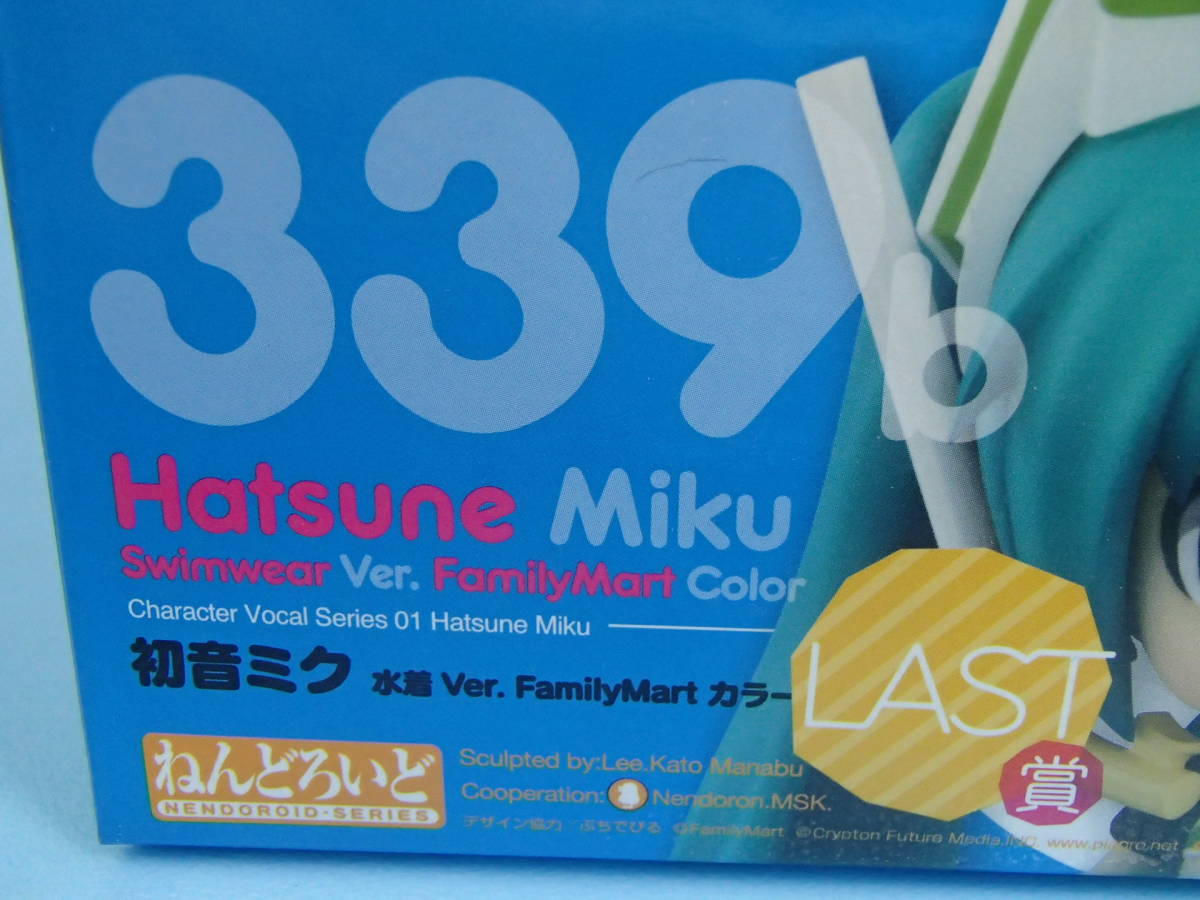 339b
Hatsune Miku
Swimwear Ver. FamilyMart Color
Character Vocal Series 01 Hatsune Miku
初音ミク 水着 Ver. FamilyMart カラー
LAST
賞
ねんどろいど
NENDOROID·SERIES
Sculpted by:Lee.Kato Manabu
Cooperation: Nendoron.MSK.
デザイン協力 ぷちでびる ©FamilyMart ©Crypton Future Media,INC. www.piapro.net